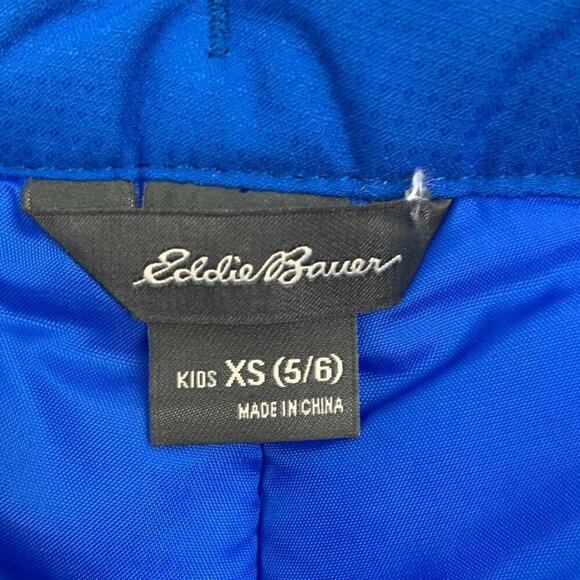 Eddie Bauer
KIDS XS (5/6)
MADE IN CHINA